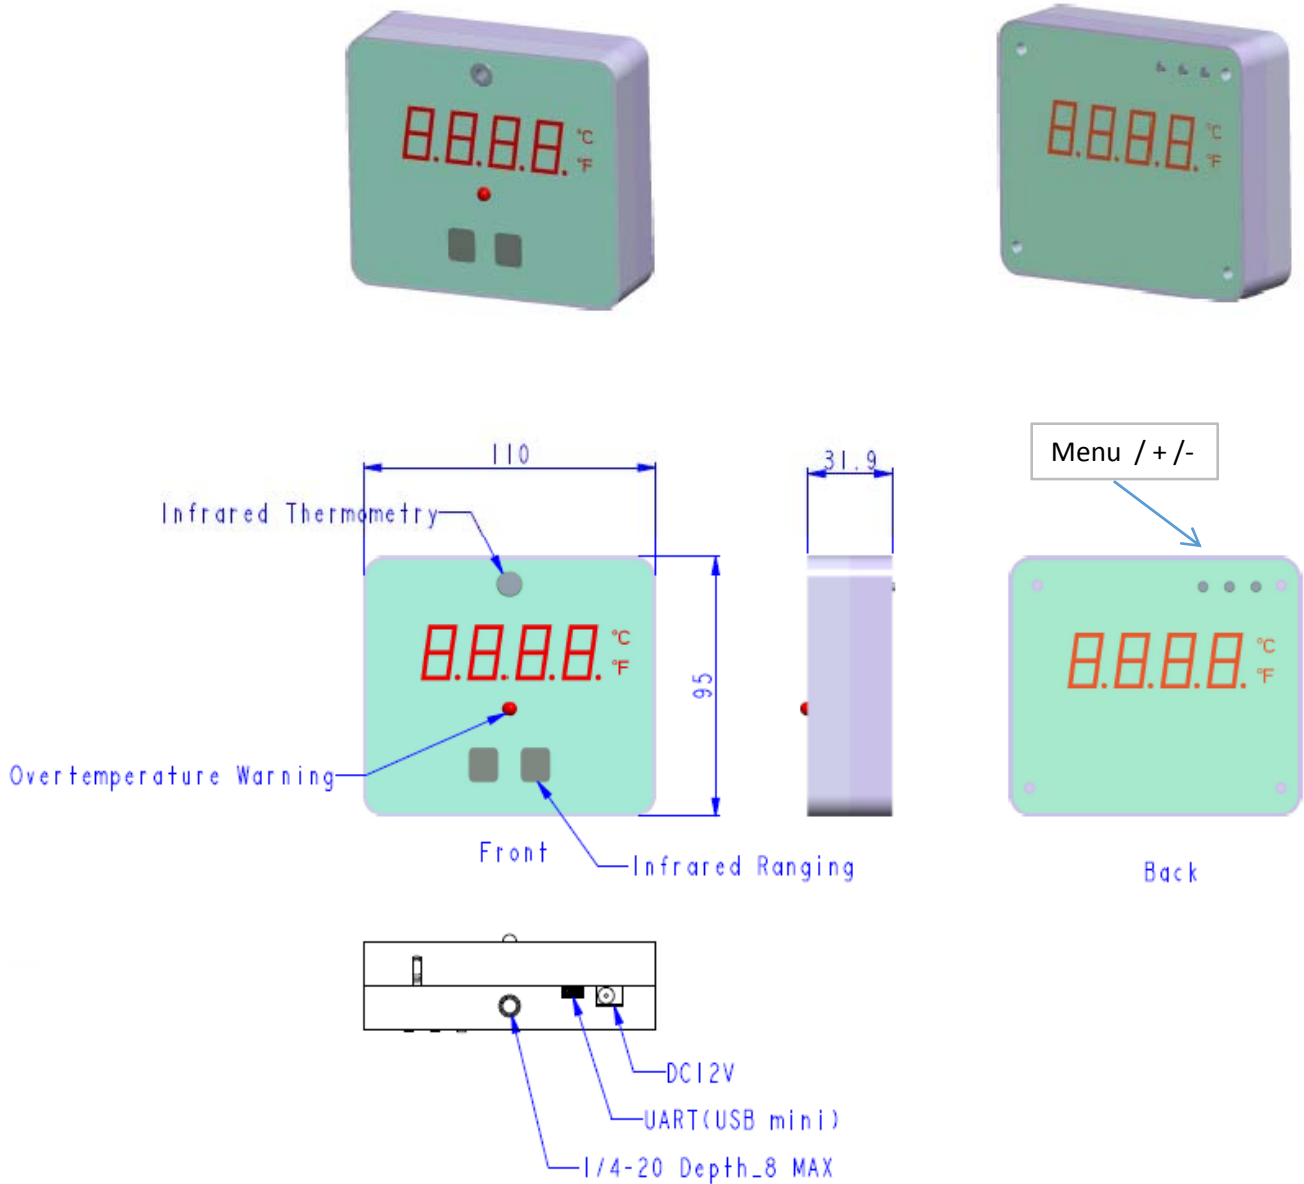 8.8.8.8.
°C
°F
8.8.8.8.
°C
°F
Menu / + /-
110
31.9
Infrared Thermometry
8.8.8.8.
°C
°F
95
8.8.8.8.
°C
°F
Overtemperature Warning
Front
Infrared Ranging
Back
DC12V
UART(USB mini)
1/4-20 Depth_8 MAX